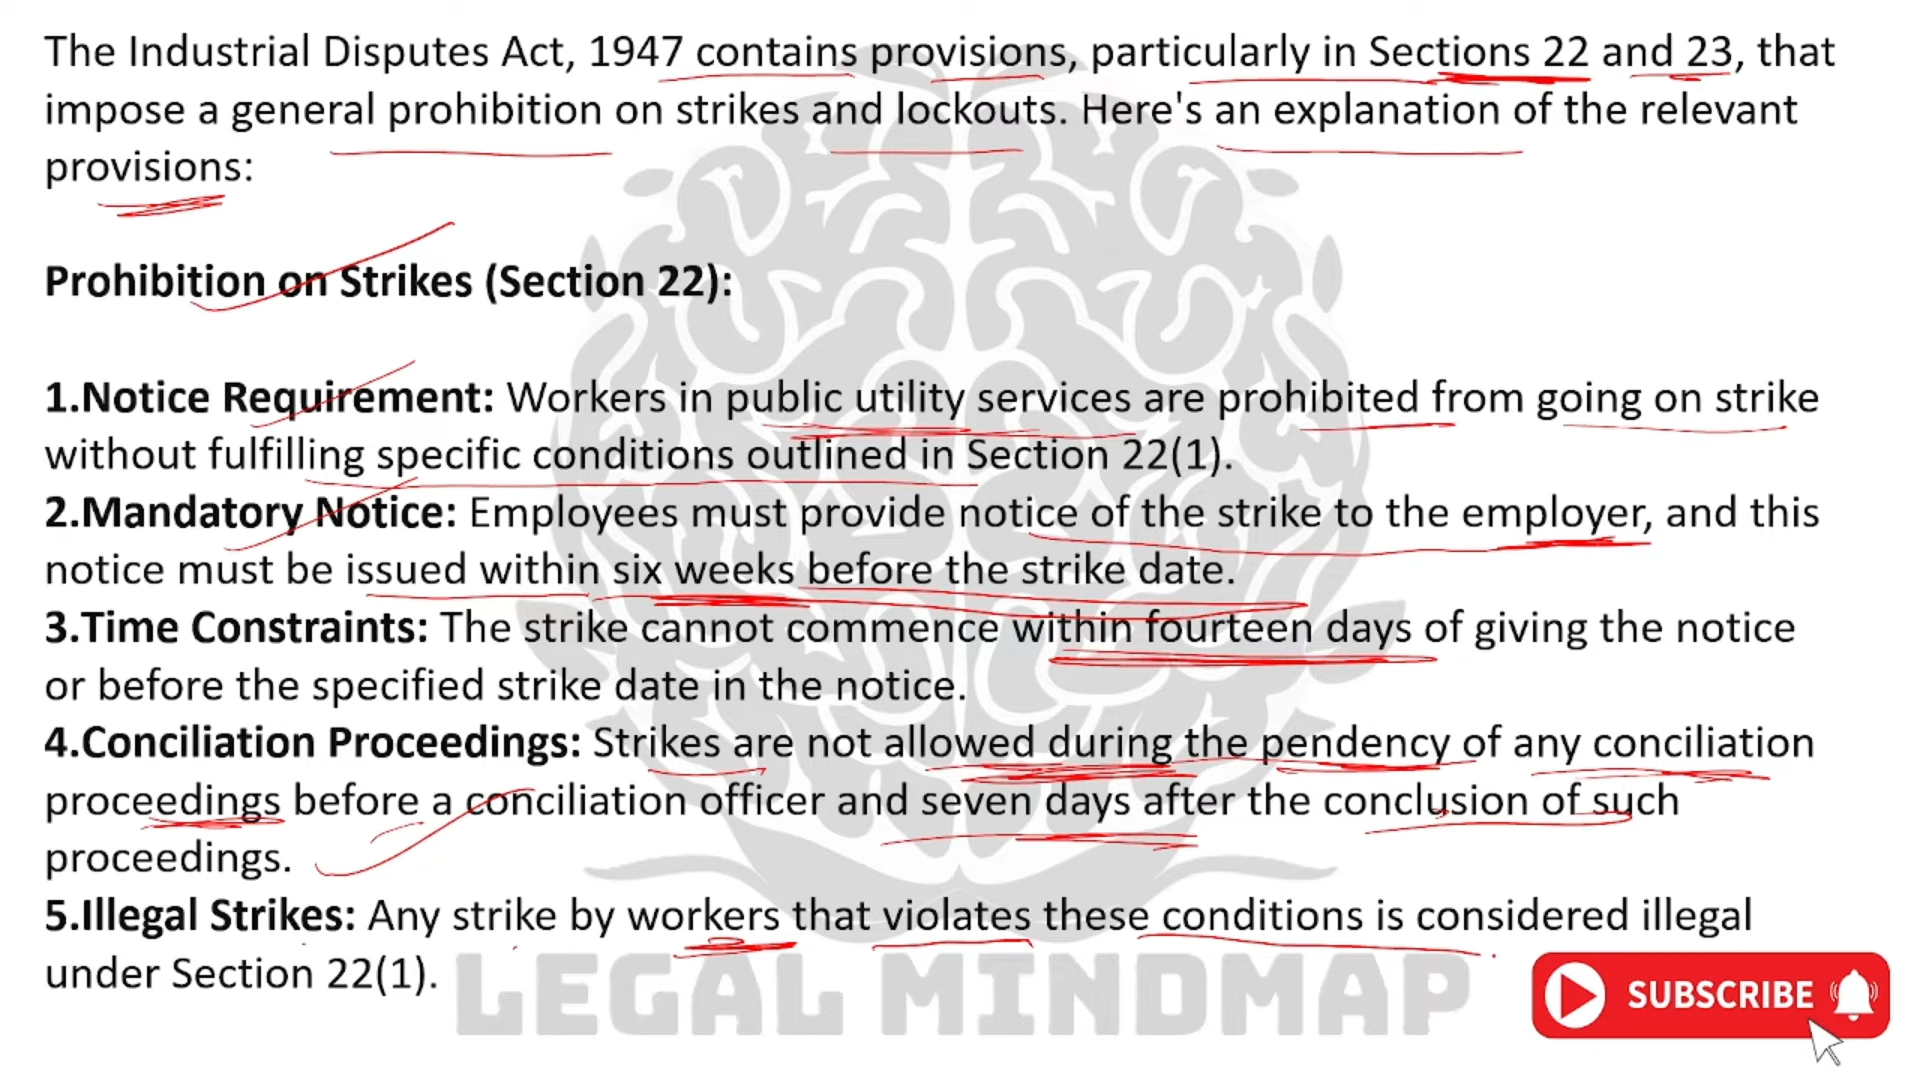 The Industrial Disputes Act, 1947 contains provisions, particularly in Sections 22 and 23, that
impose a general prohibition on strikes and lockouts. Here's an explanation of the relevant
provisions:
Prohibition on Strikes (Section 22):
1.Notice Requirement: Workers in public utility services are prohibited from going on strike
without fulfilling specific conditions outlined in Section 22(1).
2.Mandatory Notice: Employees must provide notice of the strike to the employer, and this
notice must be issued within six weeks before the strike date.
3.Time Constraints: The strike cannot commence within fourteen days of giving the notice
or before the specified strike date in the notice.
4.Conciliation Proceedings: Strikes are not allowed during the pendency of any conciliation
proceedings before a conciliation officer and seven days after the conclusion of such
proceedings.
5.Illegal Strikes: Any strike by workers that violates these conditions is considered illegal
under Section 22(1).
LEGAL MINDMAP
SUBSCRIBE